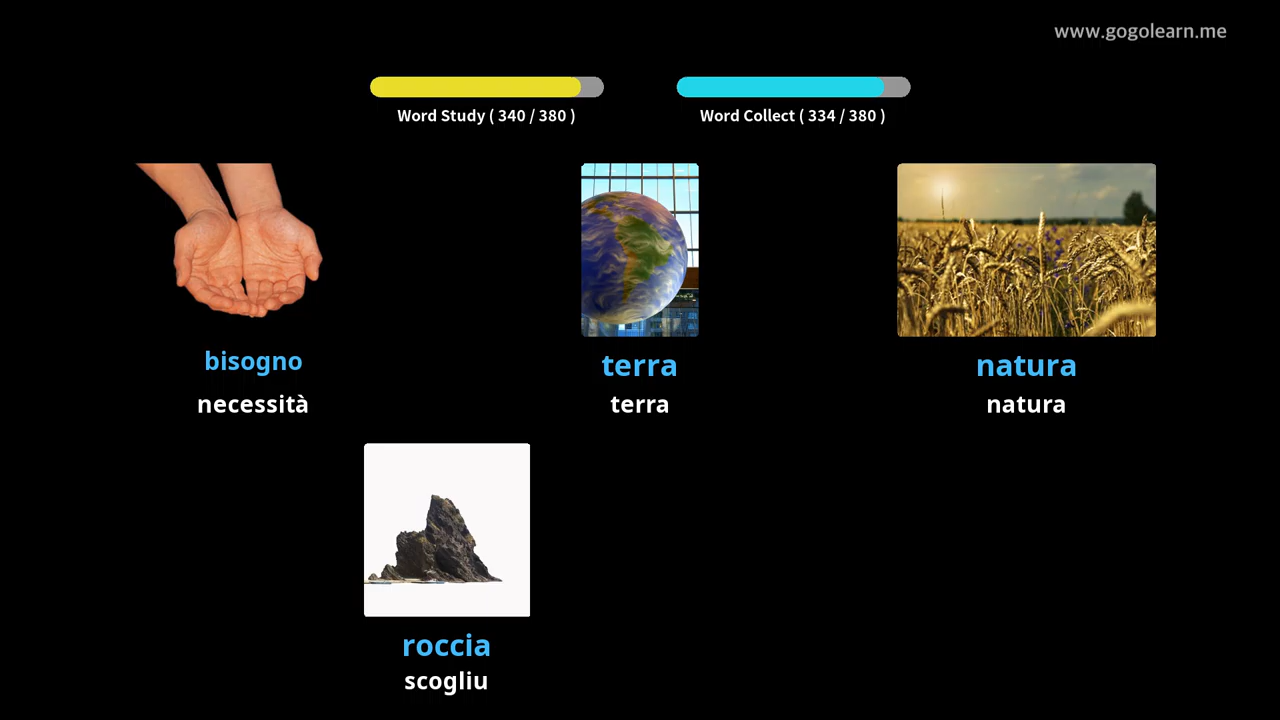 www.gogolearn.me
Word Study ( 340 / 380 )
Word Collect ( 334 / 380 )
bisogno
necessità
terra
terra
natura
natura
roccia
scogliu